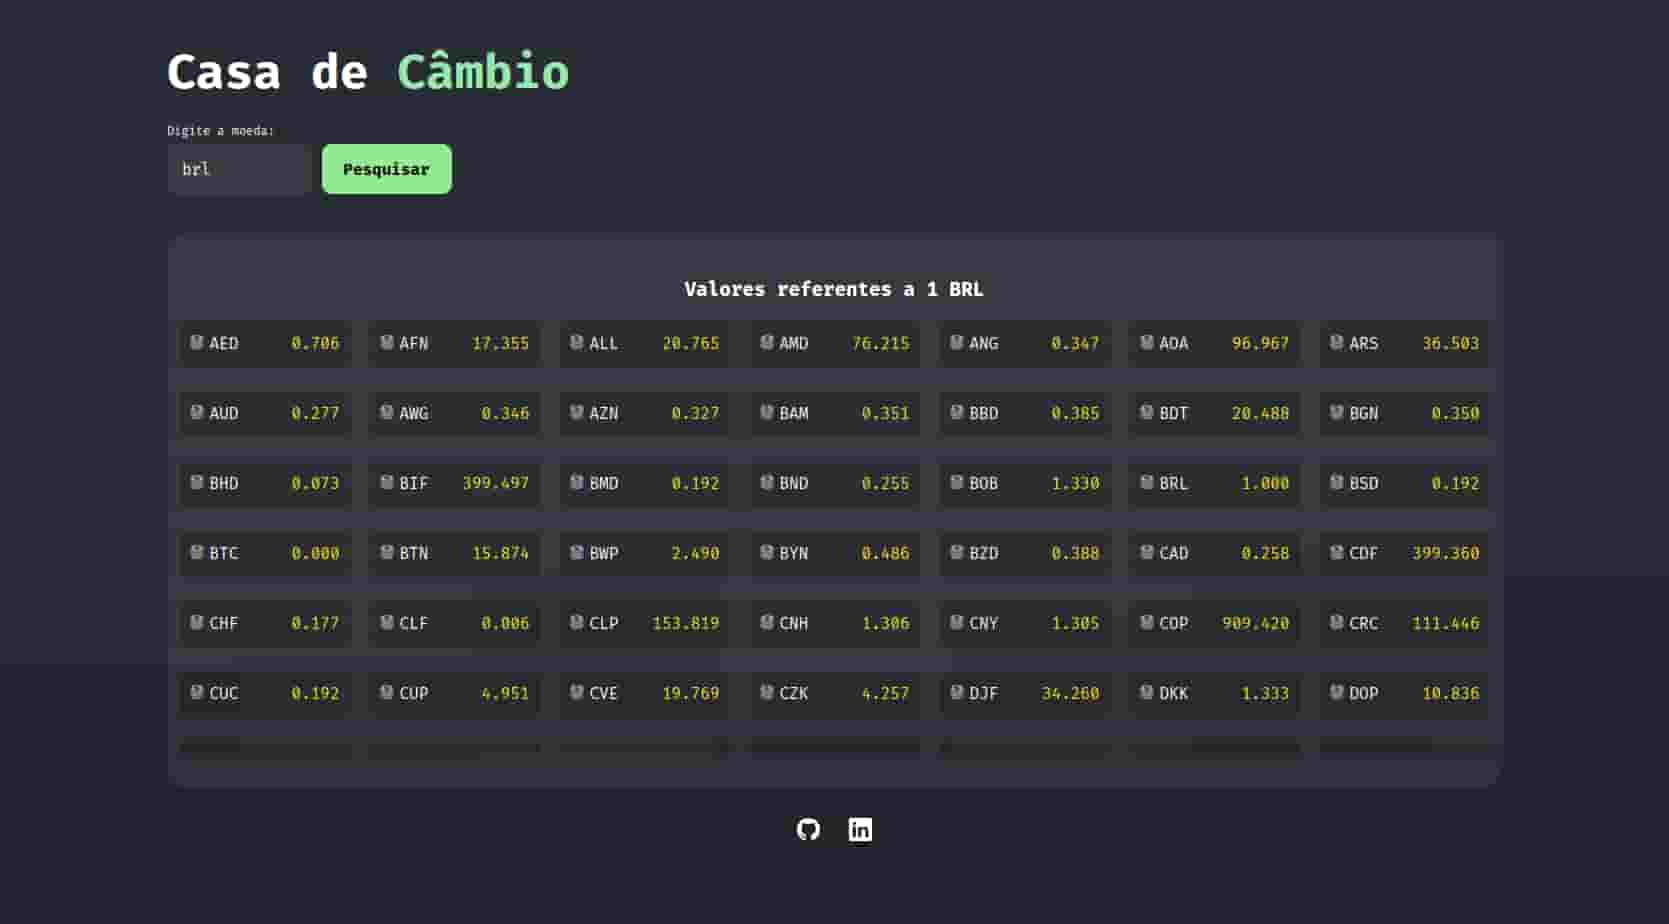 Casa de Câmbio
Digite a moeda:
brl Pesquisar
Valores referentes a 1 BRL
AED 0.706 AFN 17.355 ALL 20.765 AMD 76.215 ANG 0.347 AOA 96.967 ARS 36.503
AUD 0.277 AWG 0.346 AZN 0.327 BAM 0.351 BBD 0.385 BDT 20.488 BGN 0.350
BHD 0.073 BIF 399.497 BMD 0.192 BND 0.255 BOB 1.330 BRL 1.000 BSD 0.192
BTC 0.000 BTN 15.874 BWP 2.490 BYN 0.486 BZD 0.388 CAD 0.258 CDF 399.360
CHF 0.177 CLF 0.006 CLP 153.819 CNH 1.306 CNY 1.305 COP 909.420 CRC 111.446
CUC 0.192 CUP 4.951 CVE 19.769 CZK 4.257 DJF 34.260 DKK 1.333 DOP 10.836
in